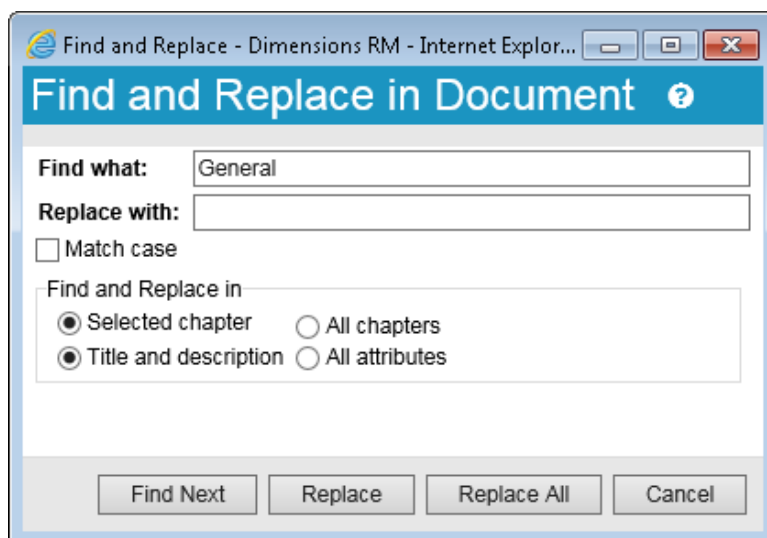 Find and Replace - Dimensions RM - Internet Explor...
Find and Replace in Document ?
Find what: General
Replace with:
Match case
Find and Replace in
Selected chapter All chapters
Title and description All attributes
Find Next Replace Replace All Cancel